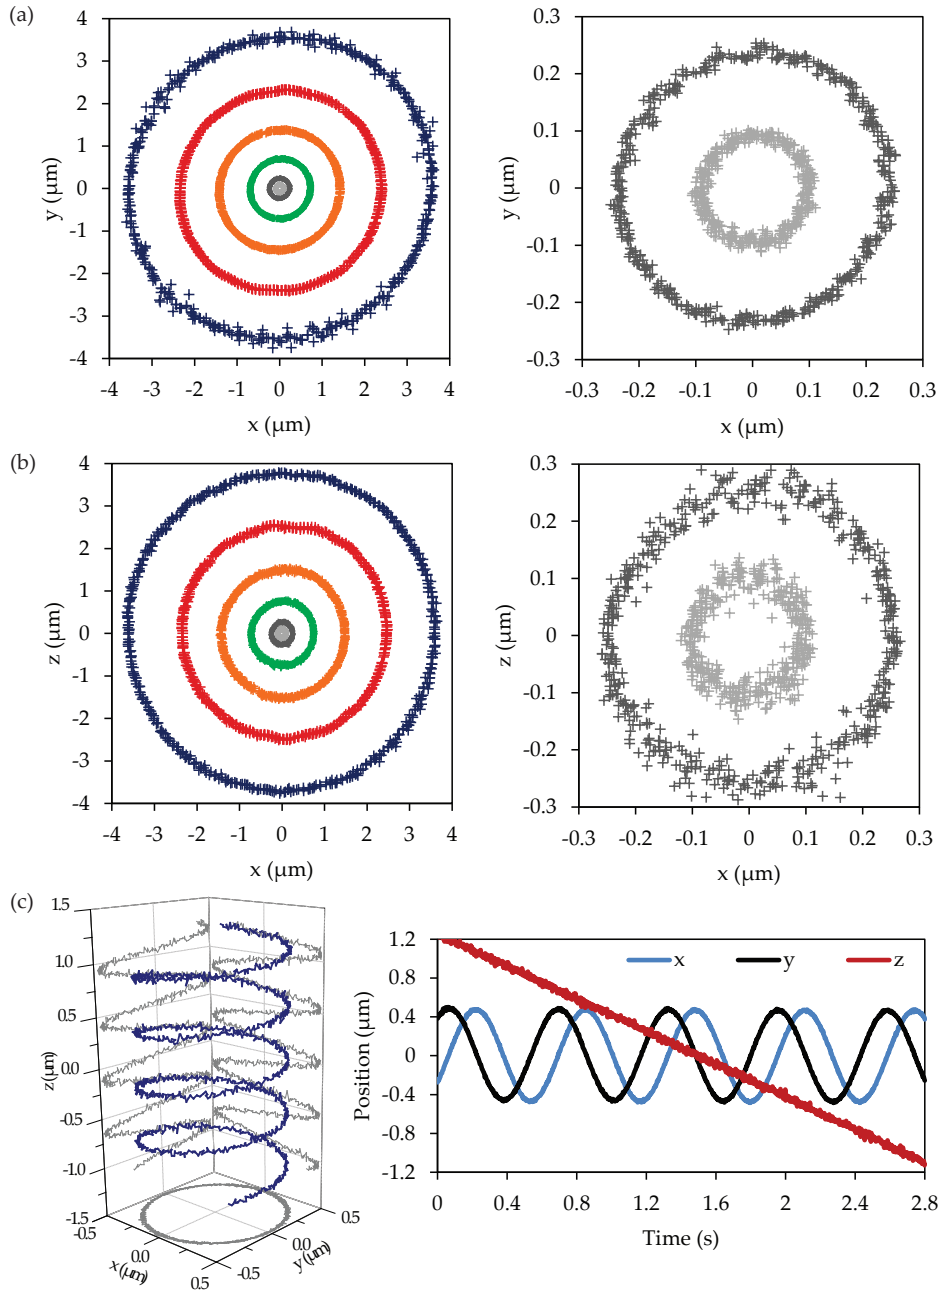 (a)
4
3
2
1
0
-1
-2
-3
-4
y (µm)
-4 -3 -2 -1 0 1 2 3 4
x (µm)
0.3
0.2
0.1
0
-0.1
-0.2
-0.3
y (µm)
-0.3 -0.2 -0.1 0 0.1 0.2 0.3
x (µm)
(b)
4
3
2
1
0
-1
-2
-3
-4
z (µm)
-4 -3 -2 -1 0 1 2 3 4
x (µm)
0.3
0.2
0.1
0
-0.1
-0.2
-0.3
z (µm)
-0.3 -0.2 -0.1 0 0.1 0.2 0.3
x (µm)
(c)
1.5
1.0
0.5
0.0
-0.5
-1.0
-1.5
z(µm)
-0.5
0.0
0.5
x (µm)
-0.5
0.0
0.5
y (µm)
1.2
0.8
0.4
0
-0.4
-0.8
-1.2
Position (µm)
x y z
0 0.4 0.8 1.2 1.6 2 2.4 2.8
Time (s)